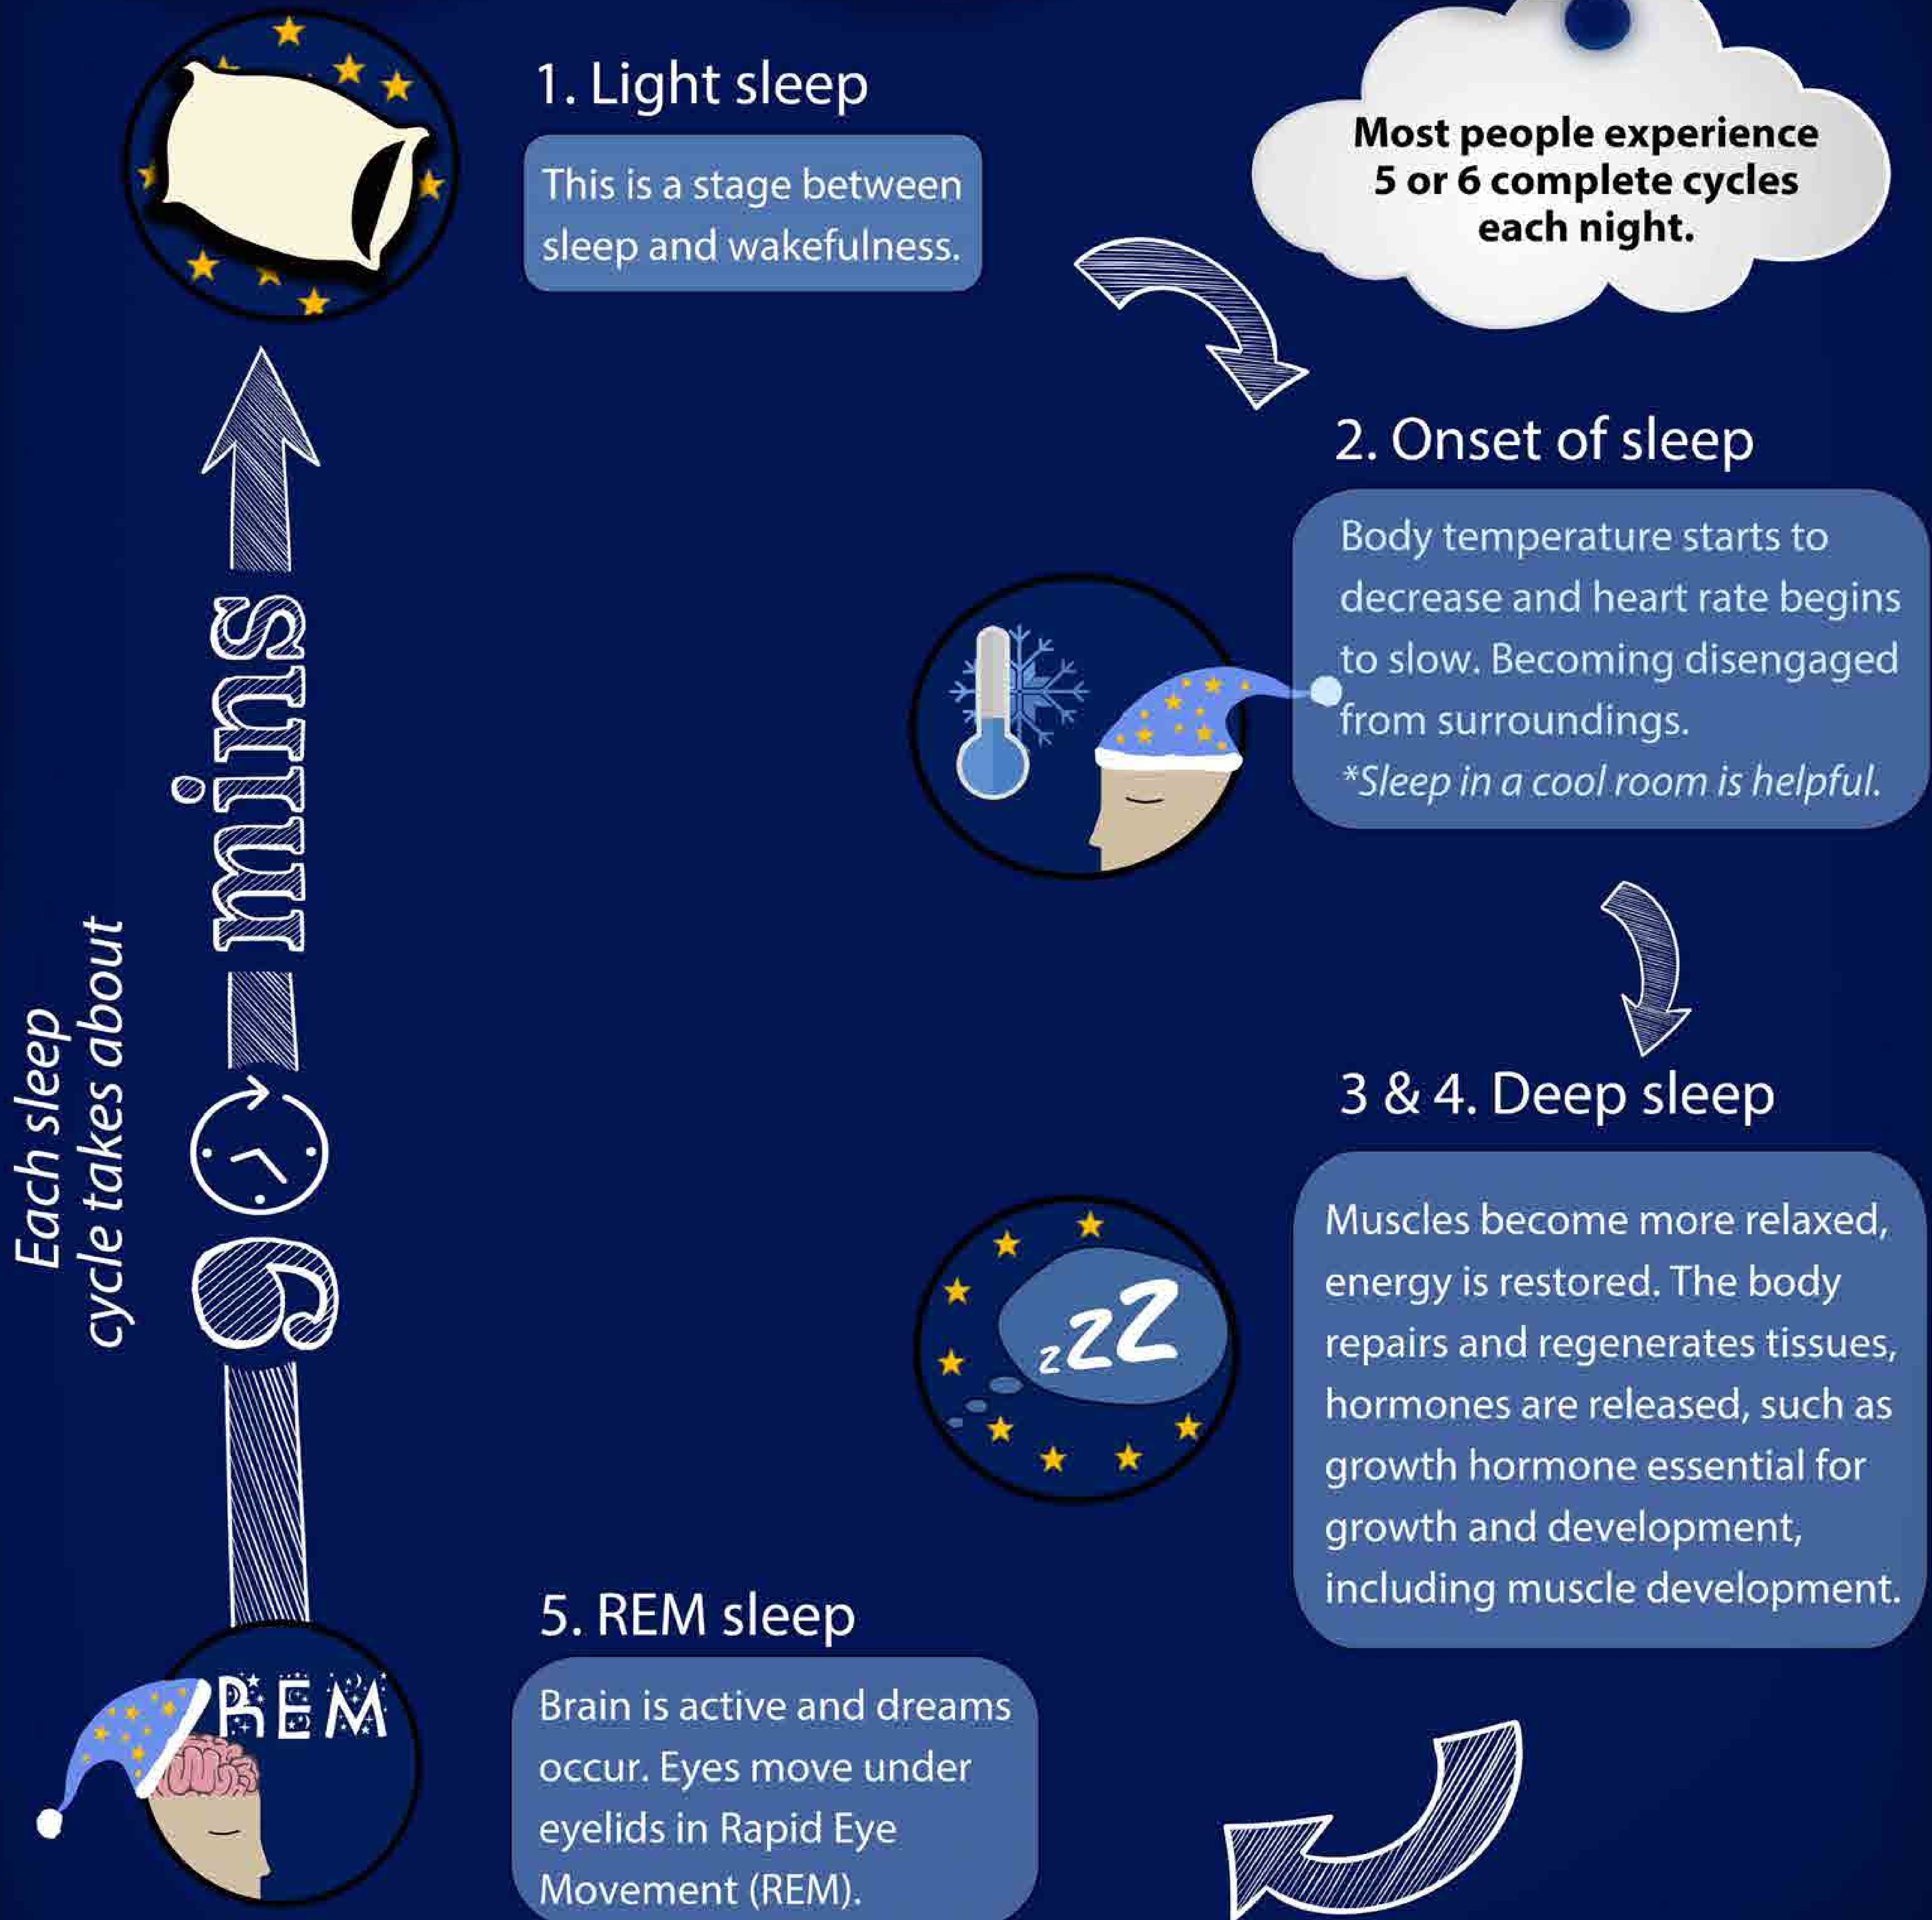 1. Light sleep
This is a stage between
sleep and wakefulness.
Most people experience
5 or 6 complete cycles
each night.
2. Onset of sleep
Body temperature starts to
decrease and heart rate begins
to slow. Becoming disengaged
from surroundings.
*Sleep in a cool room is helpful.
3 & 4. Deep sleep
Muscles become more relaxed,
energy is restored. The body
repairs and regenerates tissues,
hormones are released, such as
growth hormone essential for
growth and development,
including muscle development.
zzZ
5. REM sleep
Brain is active and dreams
occur. Eyes move under
eyelids in Rapid Eye
Movement (REM).
REM
Each sleep
cycle takes about
90 mins